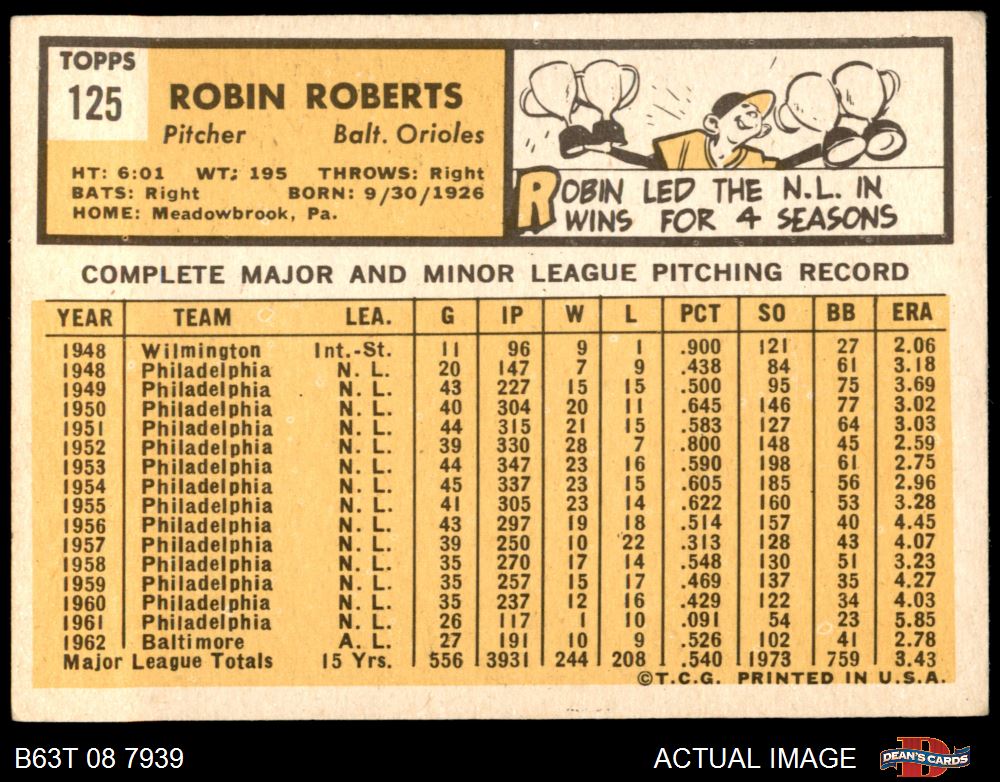 TOPPS
125
ROBIN ROBERTS
Pitcher Balt. Orioles
HT: 6:01 WT: 195 THROWS: Right
BATS: Right BORN: 9/30/1926
HOME: Meadowbrook, Pa.
ROBIN LED THE N.L. IN
WINS FOR 4 SEASONS
COMPLETE MAJOR AND MINOR LEAGUE PITCHING RECORD
YEAR TEAM LEA. G IP W L PCT SO BB ERA
1948 Wilmington Int.-St. 11 96 9 1 .900 121 27 2.06
1948 Philadelphia N. L. 20 147 7 9 .438 84 61 3.18
1949 Philadelphia N. L. 43 227 15 15 .500 95 75 3.69
1950 Philadelphia N. L. 40 304 20 11 .645 146 77 3.02
1951 Philadelphia N. L. 44 315 21 15 .583 127 64 3.03
1952 Philadelphia N. L. 39 330 28 7 .800 148 45 2.59
1953 Philadelphia N. L. 44 347 23 16 .590 198 61 2.75
1954 Philadelphia N. L. 45 337 23 15 .605 185 56 2.96
1955 Philadelphia N. L. 41 305 23 14 .622 160 53 3.28
1956 Philadelphia N. L. 43 297 19 18 .514 157 40 4.45
1957 Philadelphia N. L. 39 250 10 22 .313 128 43 4.07
1958 Philadelphia N. L. 35 270 17 14 .548 130 51 3.23
1959 Philadelphia N. L. 35 257 15 17 .469 137 35 4.27
1960 Philadelphia N. L. 35 237 12 16 .429 122 34 4.03
1961 Philadelphia N. L. 26 117 1 10 .091 54 23 5.85
1962 Baltimore A. L. 27 191 10 9 .526 102 41 2.78
Major League Totals 15 Yrs. 556 3931 244 208 .540 1973 759 3.43
©T.C.G. PRINTED IN U.S.A.
B63T 08 7939 ACTUAL IMAGE DEAN'S CARDS